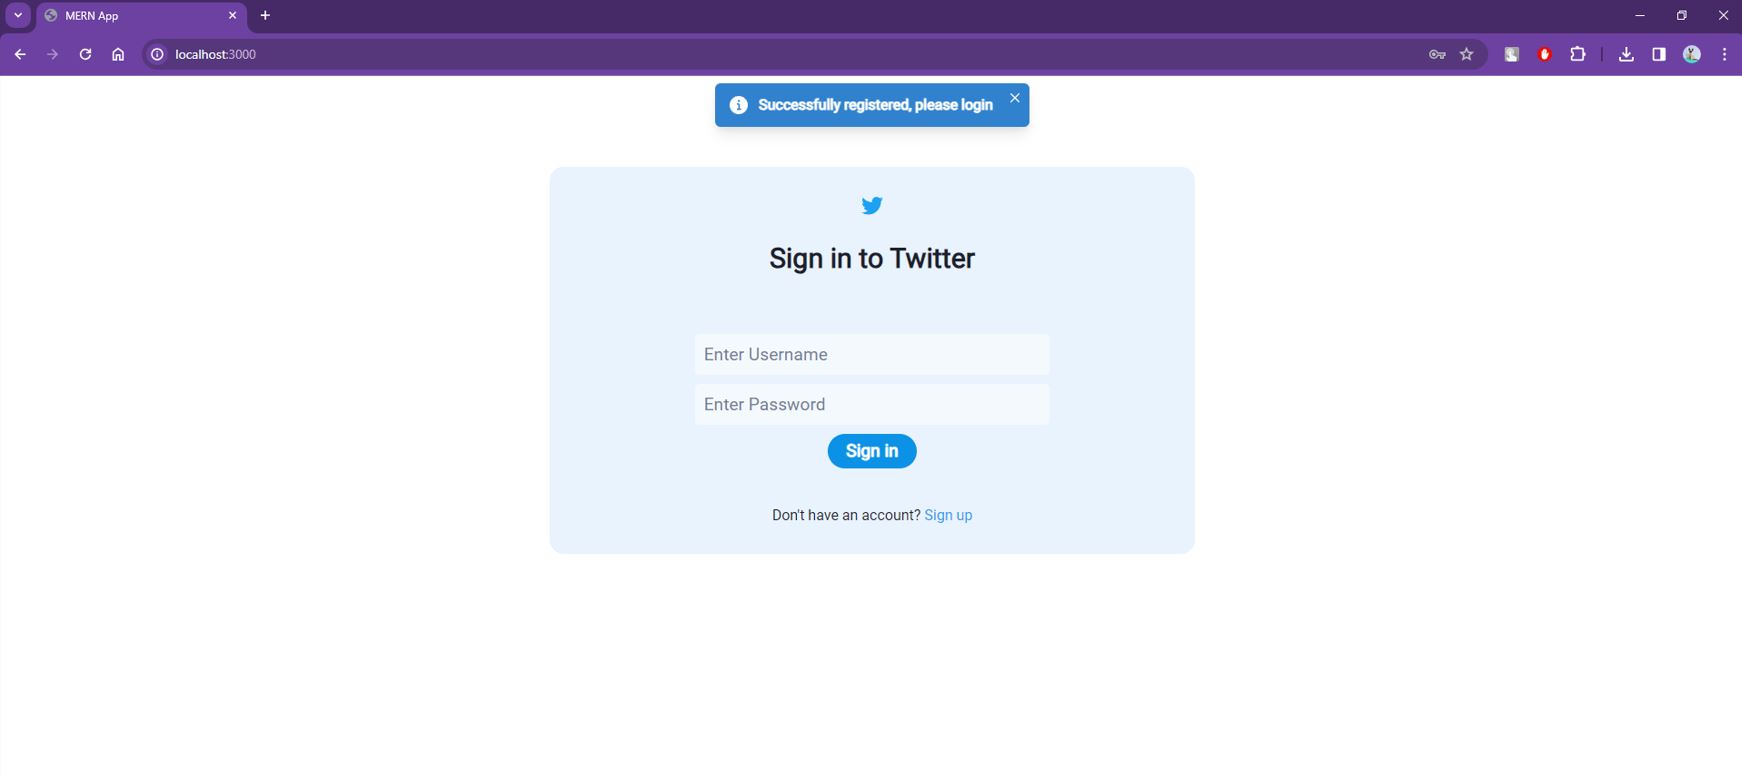 MERN App
localhost:3000
Successfully registered, please login
Sign in to Twitter
Enter Username
Enter Password
Sign in
Don't have an account? Sign up